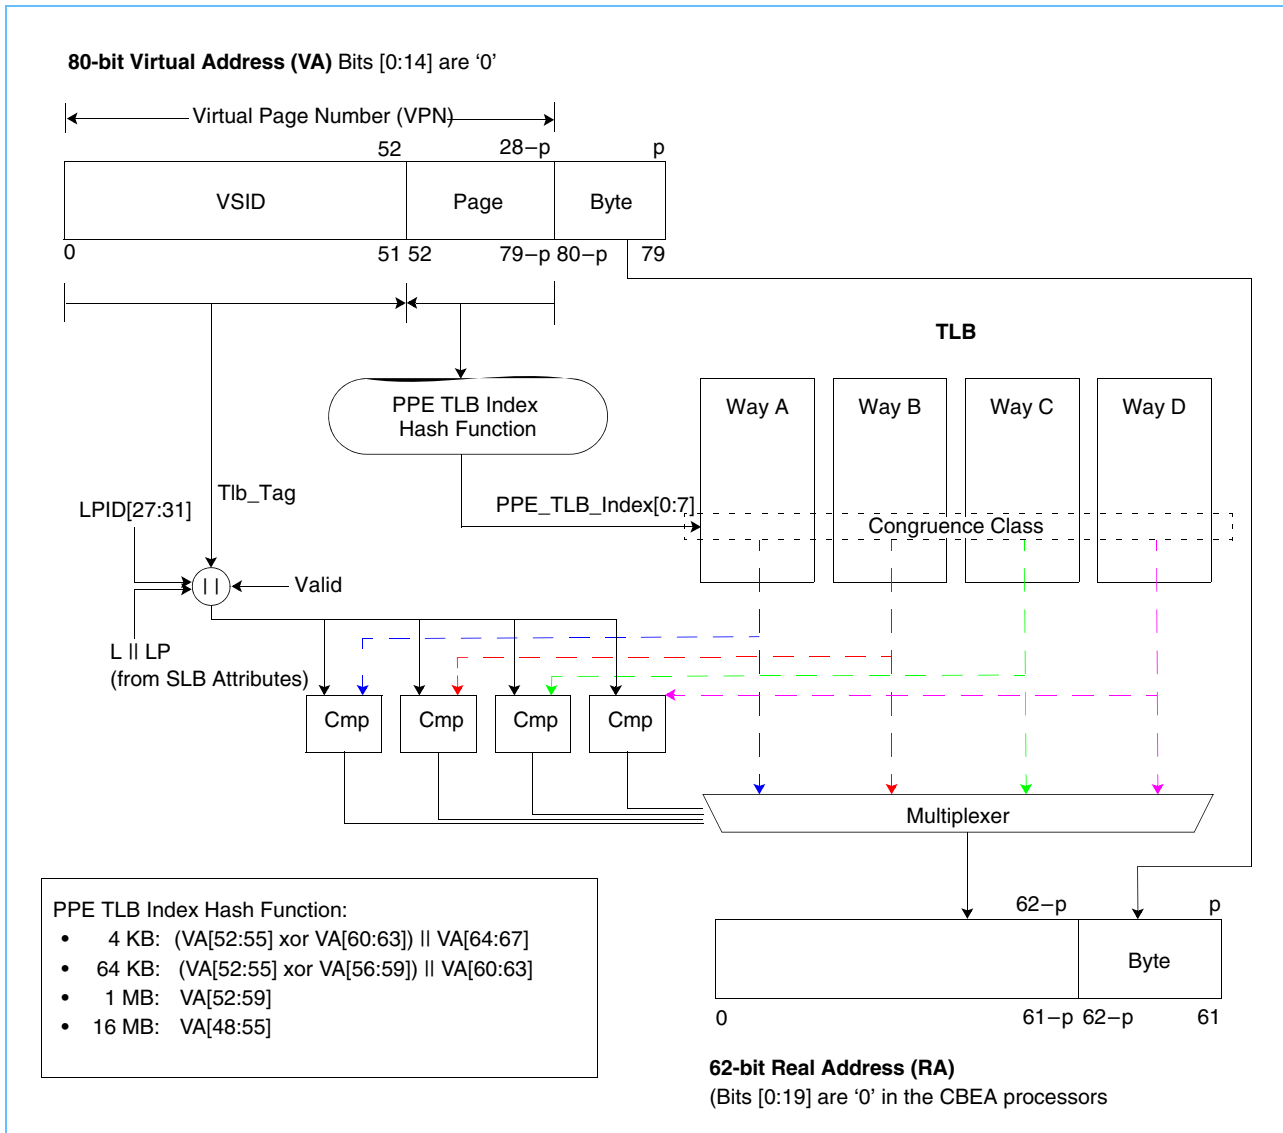 80-bit Virtual Address (VA) Bits [0:14] are ‘0’
Virtual Page Number (VPN)
52 28–p p
VSID Page Byte
0 51 52 79–p 80–p 79
TLB
PPE TLB Index
Hash Function
Way A Way B Way C Way D
Tlb_Tag
LPID[27:31]
PPE_TLB_Index[0:7]
Congruence Class
||
Valid
L || LP
(from SLB Attributes)
Cmp Cmp Cmp Cmp
Multiplexer
62–p p
Byte
0 61–p 62–p 61
62-bit Real Address (RA)
(Bits [0:19] are ‘0’ in the CBEA processors
PPE TLB Index Hash Function:
• 4 KB: (VA[52:55] xor VA[60:63]) || VA[64:67]
• 64 KB: (VA[52:55] xor VA[56:59]) || VA[60:63]
• 1 MB: VA[52:59]
• 16 MB: VA[48:55]